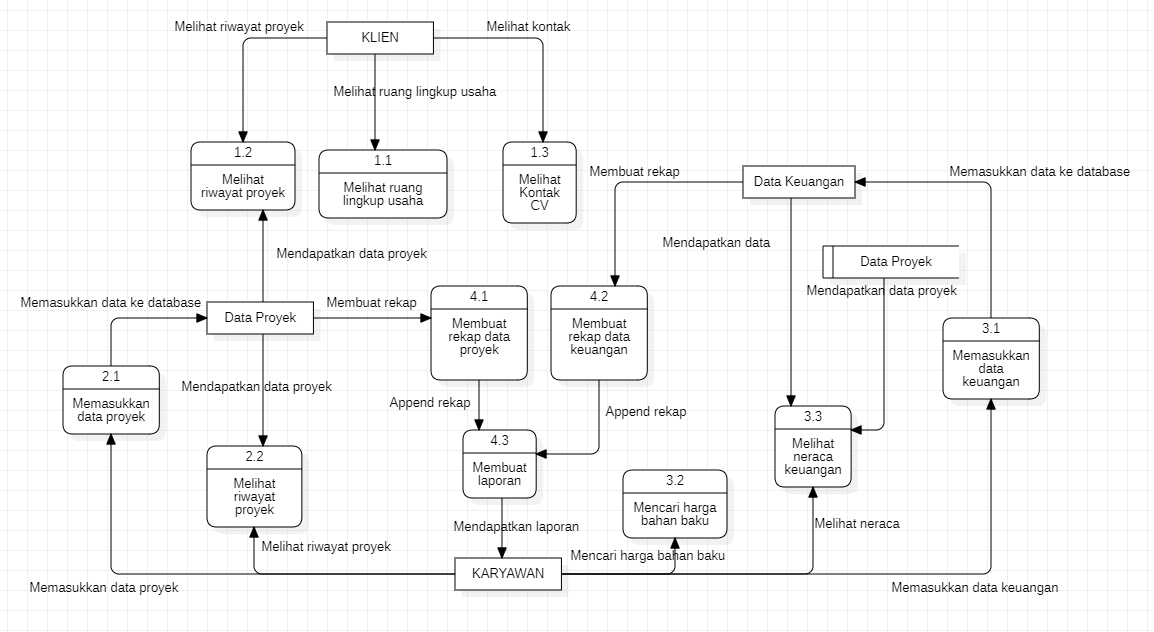 Melihat riwayat proyek
KLIEN
Melihat kontak
Melihat ruang lingkup usaha
1.2
Melihat
riwayat proyek
1.1
Melihat ruang
lingkup usaha
1.3
Melihat
Kontak
CV
Membuat rekap
Data Keuangan
Memasukkan data ke database
Mendapatkan data proyek
Mendapatkan data
Data Proyek
Mendapatkan data proyek
Memasukkan data ke database
Data Proyek
Membuat rekap
4.1
Membuat
rekap data
proyek
4.2
Membuat
rekap data
keuangan
3.1
Memasukkan
data
keuangan
2.1
Memasukkan
data proyek
Mendapatkan data proyek
Append rekap
Append rekap
3.3
Melihat
neraca
keuangan
2.2
Melihat
riwayat
proyek
4.3
Membuat
laporan
3.2
Mencari harga
bahan baku
Mendapatkan laporan
Melihat neraca
Melihat riwayat proyek
Mencari harga bahan baku
KARYAWAN
Memasukkan data proyek
Memasukkan data keuangan